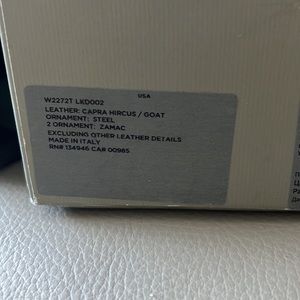 USA
W2272T LKD002
LEATHER: CAPRA HIRCUS / GOAT
ORNAMENT: STEEL
2 ORNAMENT: ZAMAC
EXCLUDING OTHER LEATHER DETAILS
MADE IN ITALY
RN# 134946 CA# 00985